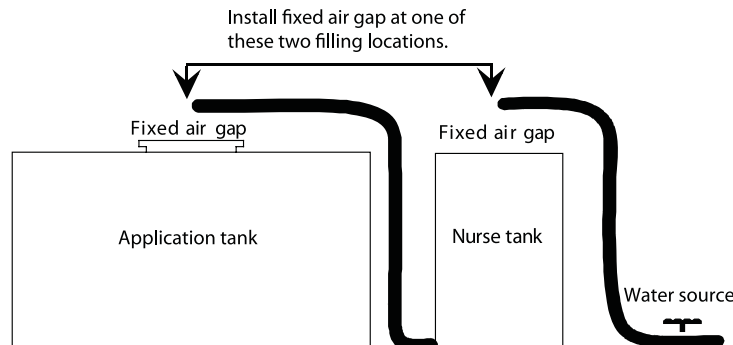 Install fixed air gap at one of
these two filling locations.
Fixed air gap
Fixed air gap
Application tank
Nurse tank
Water source